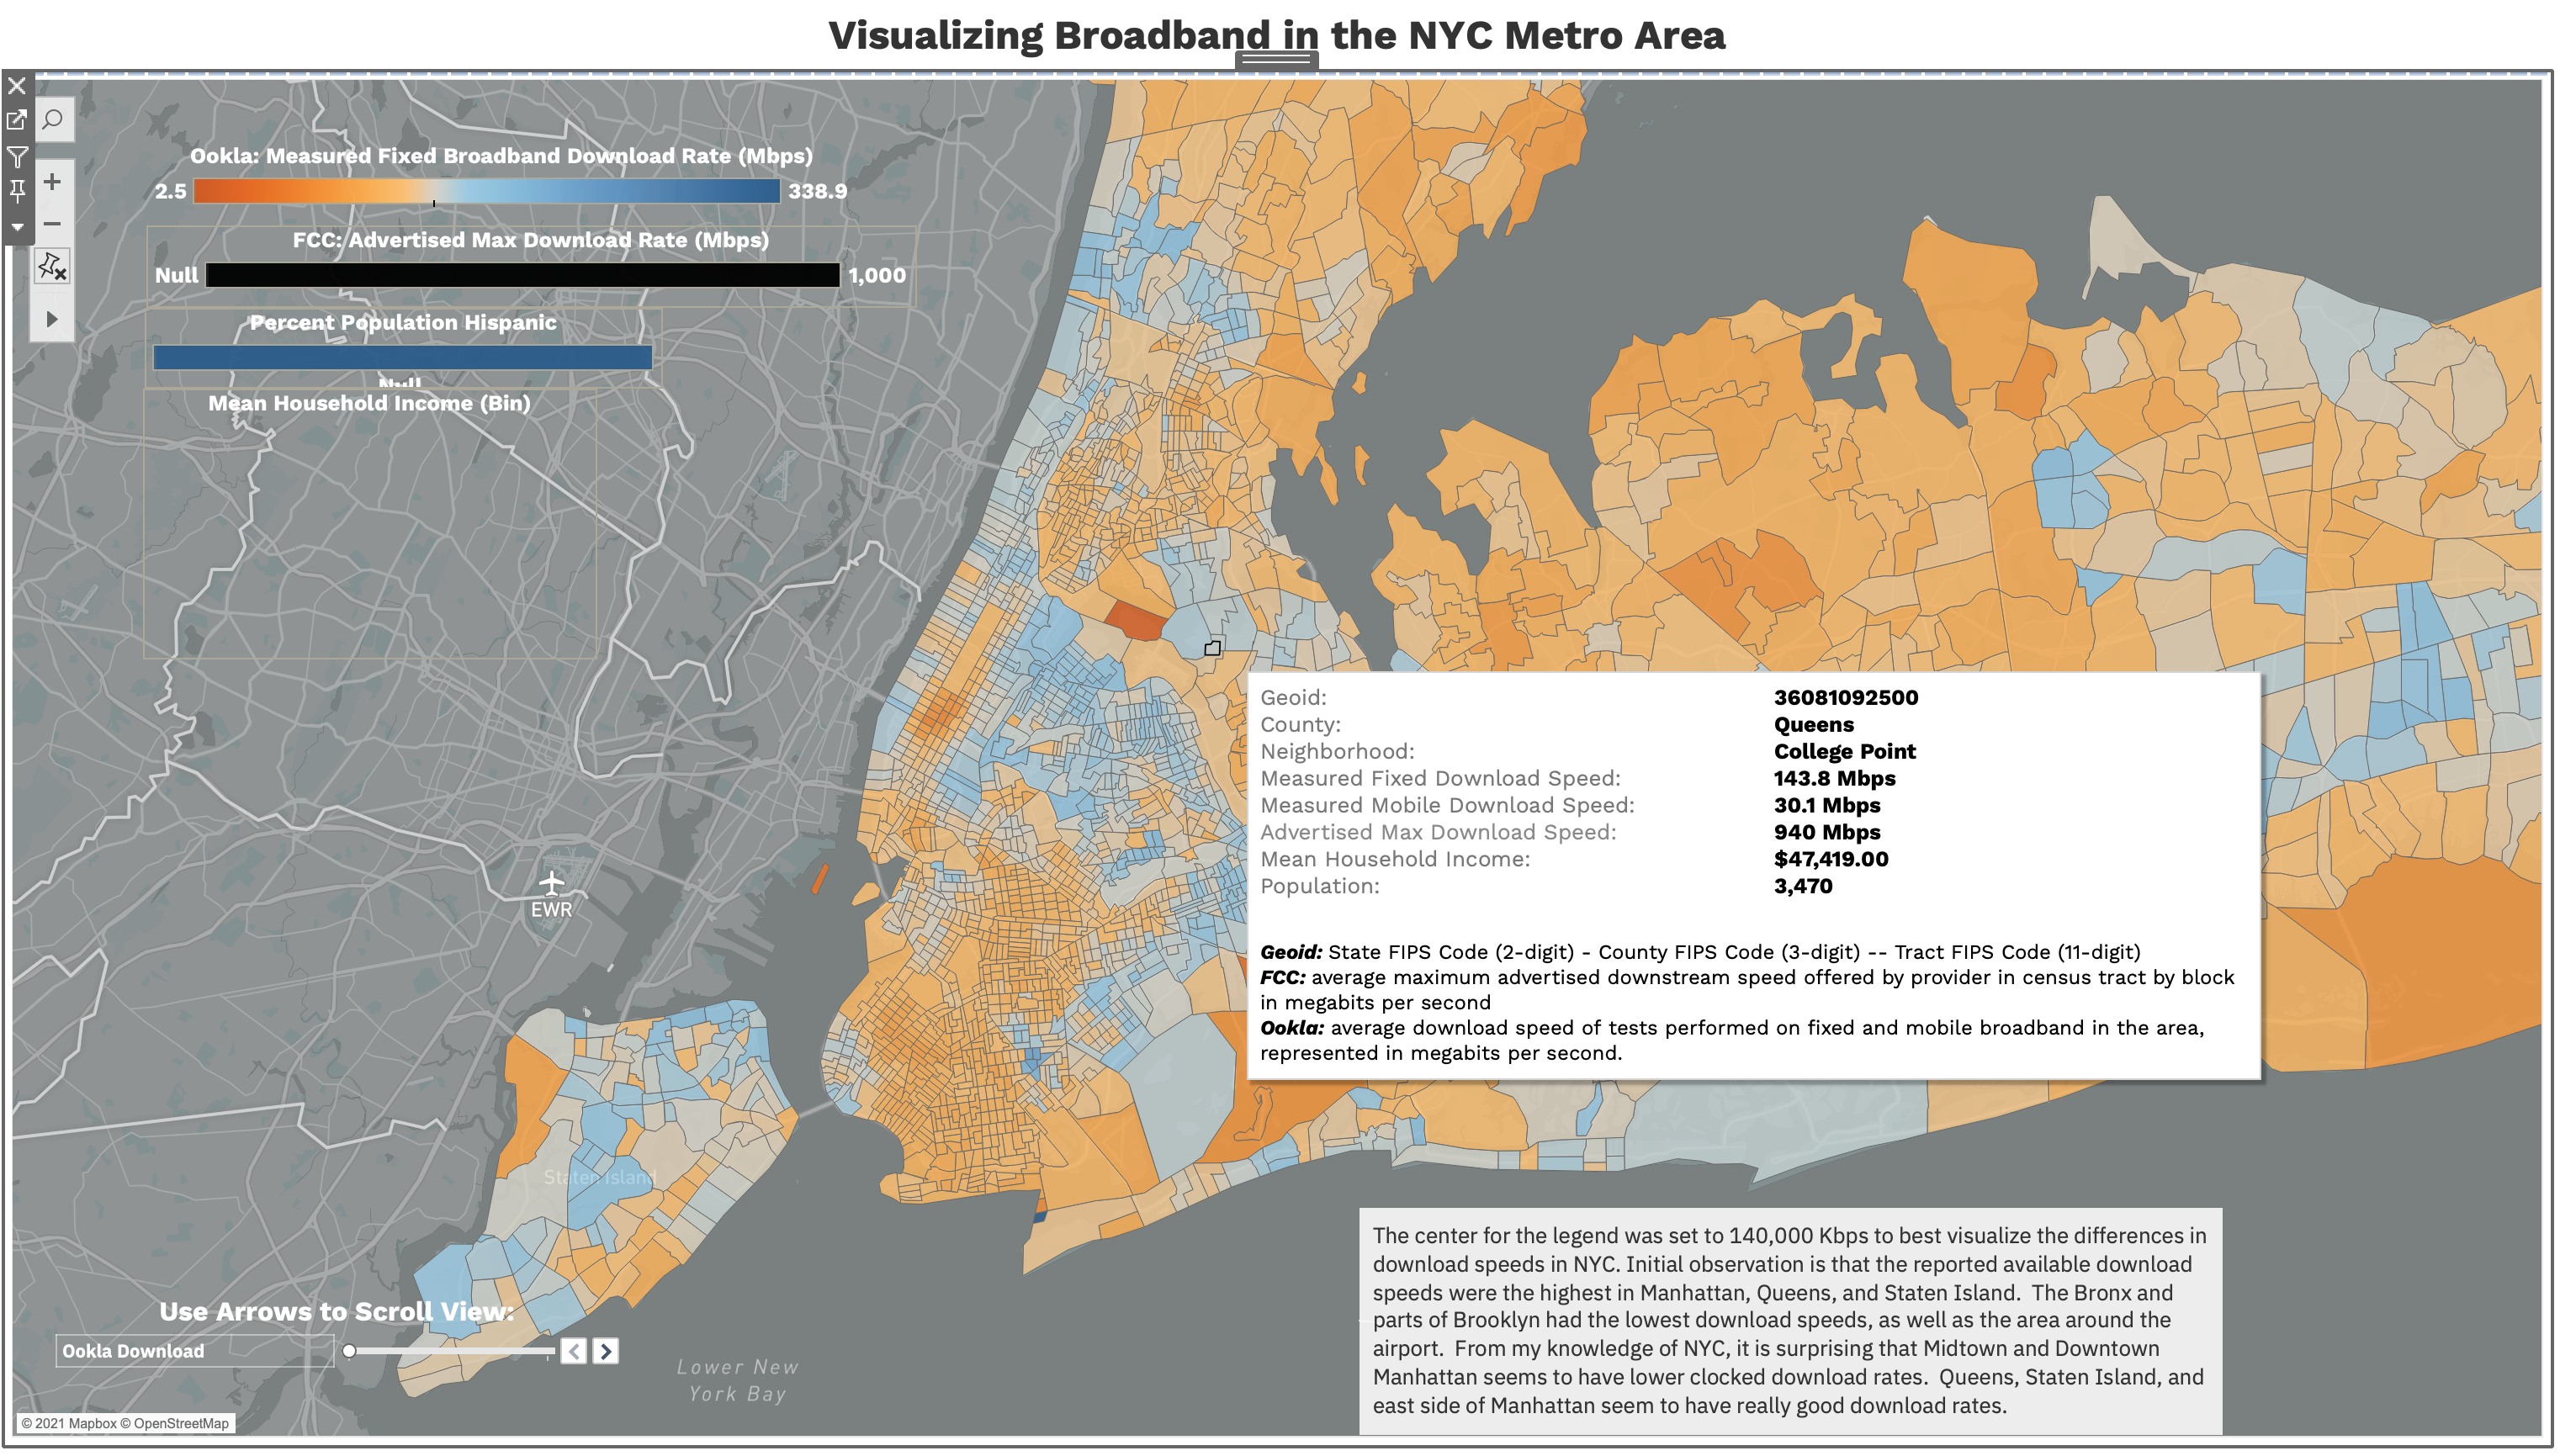 Visualizing Broadband in the NYC Metro Area
Ookla: Measured Fixed Broadband Download Rate (Mbps)
2.5 338.9
FCC: Advertised Max Download Rate (Mbps)
Null 1,000
Percent Population Hispanic
Null
Mean Household Income (Bin)
Geoid: 36081092500
County: Queens
Neighborhood: College Point
Measured Fixed Download Speed: 143.8 Mbps
Measured Mobile Download Speed: 30.1 Mbps
Advertised Max Download Speed: 940 Mbps
Mean Household Income: $47,419.00
Population: 3,470
Geoid: State FIPS Code (2-digit) - County FIPS Code (3-digit) -- Tract FIPS Code (11-digit)
FCC: average maximum advertised downstream speed offered by provider in census tract by block
in megabits per second
Ookla: average download speed of tests performed on fixed and mobile broadband in the area,
represented in megabits per second.
EWR
Staten Island
The center for the legend was set to 140,000 Kbps to best visualize the differences in
download speeds in NYC. Initial observation is that the reported available download
speeds were the highest in Manhattan, Queens, and Staten Island.  The Bronx and
parts of Brooklyn had the lowest download speeds, as well as the area around the
airport.  From my knowledge of NYC, it is surprising that Midtown and Downtown
Manhattan seems to have lower clocked download rates.  Queens, Staten Island, and
east side of Manhattan seem to have really good download rates.
Use Arrows to Scroll View:
Ookla Download
Lower New
York Bay
© 2021 Mapbox © OpenStreetMap